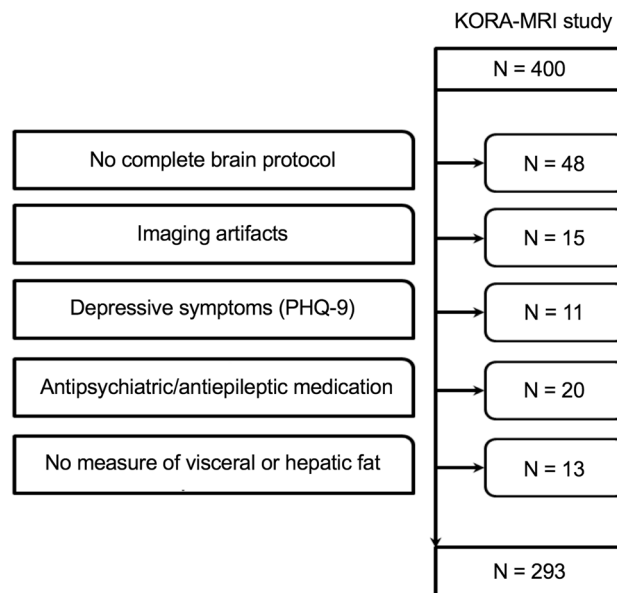 KORA-MRI study
N = 400
No complete brain protocol
N = 48
Imaging artifacts
N = 15
Depressive symptoms (PHQ-9)
N = 11
Antipsychiatric/antiepileptic medication
N = 20
No measure of visceral or hepatic fat
N = 13
N = 293